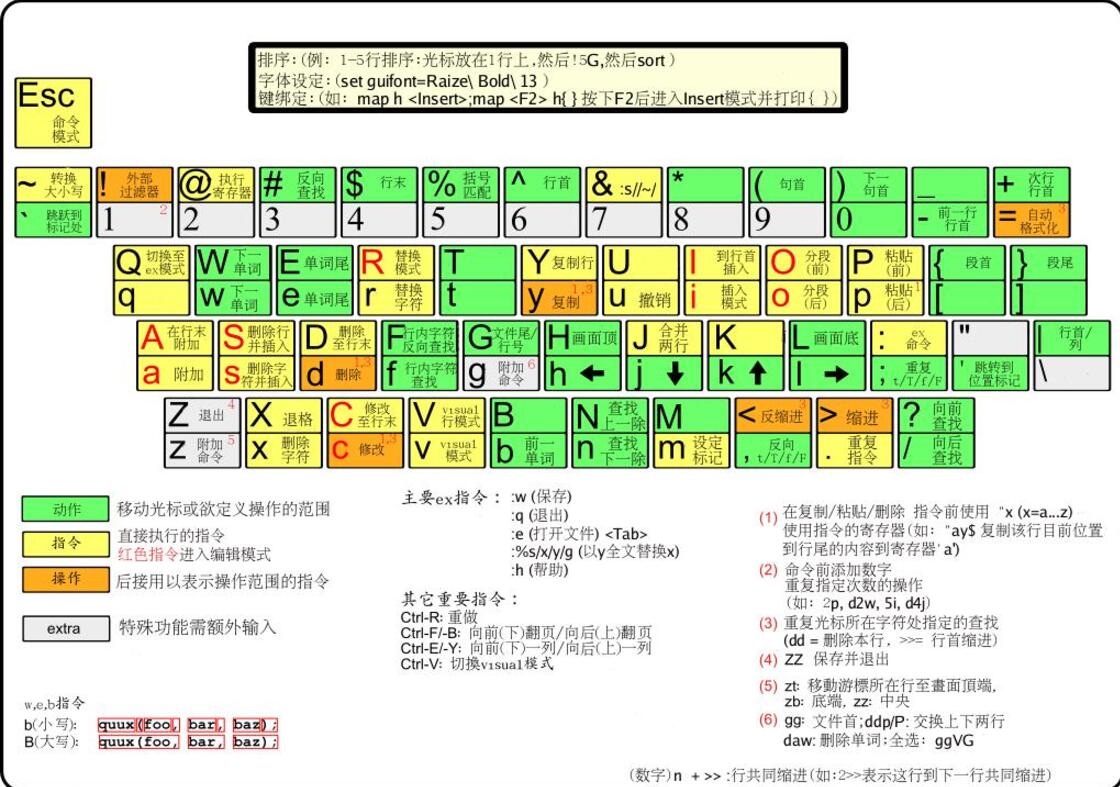 排序:(例: 1-5行排序:光标放在1行上,然后!5G,然后sort )
字体设定:(set guifont=Raize\ Bold\ 13 )
键绑定:(如: map h <Insert>;map <F2> h{ } 按下F2后进入Insert模式并打印{ })
Esc 命令模式
~ 转换大小写 ! 外部过滤器 @ 执行寄存器 # 反向查找 $ 行末 % 括号匹配 ^ 行首 & :s//~/ * ( 句首 ) 下一句首 _ + 次行行首
` 跳跃到标记处 1 2 2 3 4 5 6 7 8 9 0 - 前一行行首 = 自动格式化 3
Q 切换至ex模式 W 下一单词 E 单词尾 R 替换模式 T Y 复制行 U I 到行首插入 O 分段(前) P 粘贴(前) { 段首 } 段尾
q w 下一单词 e 单词尾 r 替换字符 t y 复制 1,3 u 撤销 i 插入模式 o 分段(后) p 粘贴(后) 1 [ ]
A 在行末附加 S 删除行并插入 D 删除至行末 F 行内字符反向查找 G 文件尾/行号 H 画面顶 J 合并两行 K L 画面底 : ex命令 " | 行首/列
a 附加 s 删除字符并插入 d 删除 1,3 f 行内字符查找 g 附加命令 6 h ← j ↓ k ↑ l → ; 重复t/T/f/F ' 跳转到位置标记 \
Z 退出 4 X 退格 C 修改至行末 V visual行模式 B N 查找上一除 M < 反缩进 3 > 缩进 3 ? 向前查找
z 附加命令 5 x 删除字符 c 修改 1,3 v visual模式 b 前一单词 n 查找下一除 m 设定标记 , 反向t/T/f/F . 重复指令 / 向后查找
动作 移动光标或欲定义操作的范围
指令 直接执行的指令
红色指令进入编辑模式
操作 后接用以表示操作范围的指令
extra 特殊功能需额外输入
w,e,b指令
b(小写): quux(foo, bar, baz);
B(大写): quux(foo, bar, baz);
主要ex指令 : :w (保存)
:q (退出)
:e (打开文件) <Tab>
:%s/x/y/g (以y全文替换x)
:h (帮助)
其它重要指令 :
Ctrl-R: 重做
Ctrl-F/-B: 向前(下)翻页/向后(上)翻页
Ctrl-E/-Y: 向前(下)一列/向后(上)一列
Ctrl-V: 切换visual模式
(1) 在复制/粘贴/删除 指令前使用 "x (x=a...z)
使用指令的寄存器(如: "ay$ 复制该行目前位置
到行尾的内容到寄存器' a')
(2) 命令前添加数字
重复指定次数的操作
(如: 2p, d2w, 5i, d4j)
(3) 重复光标所在字符处指定的查找
(dd = 删除本行, >>= 行首缩进)
(4) ZZ 保存并退出
(5) zt: 移動游標所在行至畫面頂端,
zb: 底端, zz: 中央
(6) gg: 文件首;ddp/P: 交换上下两行
daw: 删除单词;全选: ggVG
(数字)n + >> :行共同缩进(如:2>>表示这行到下一行共同缩进)